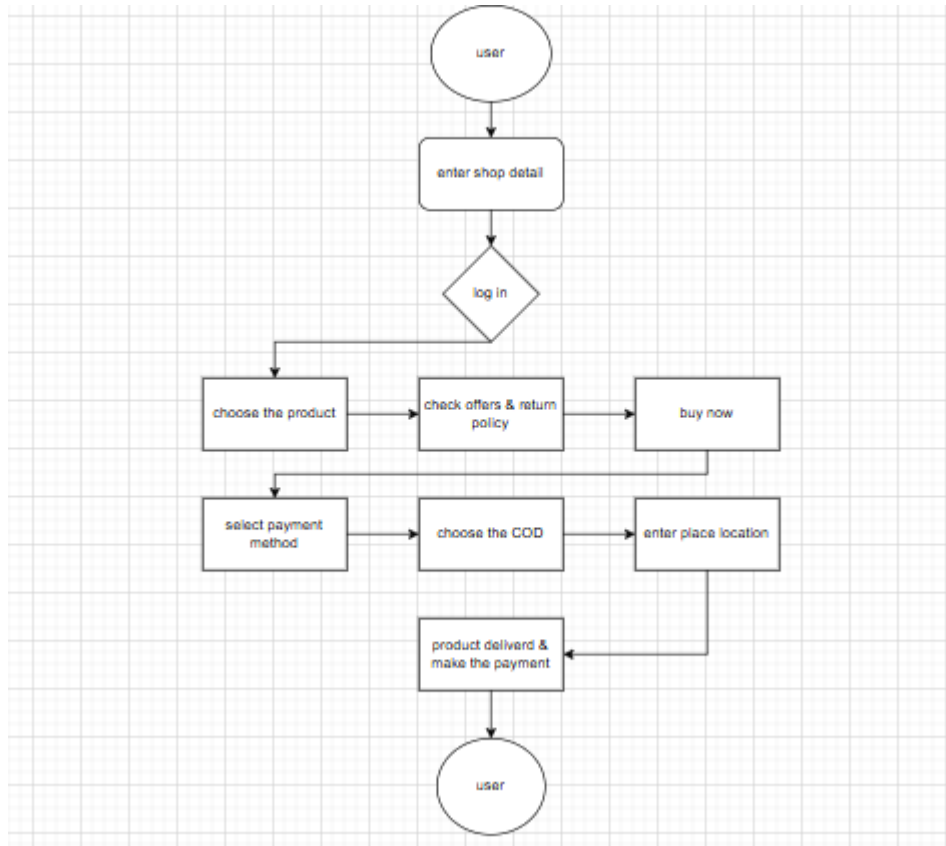 user
enter shop detail
log in
choose the product
check offers & return
policy
buy now
select payment
method
choose the COD
enter place location
product deliverd &
make the payment
user